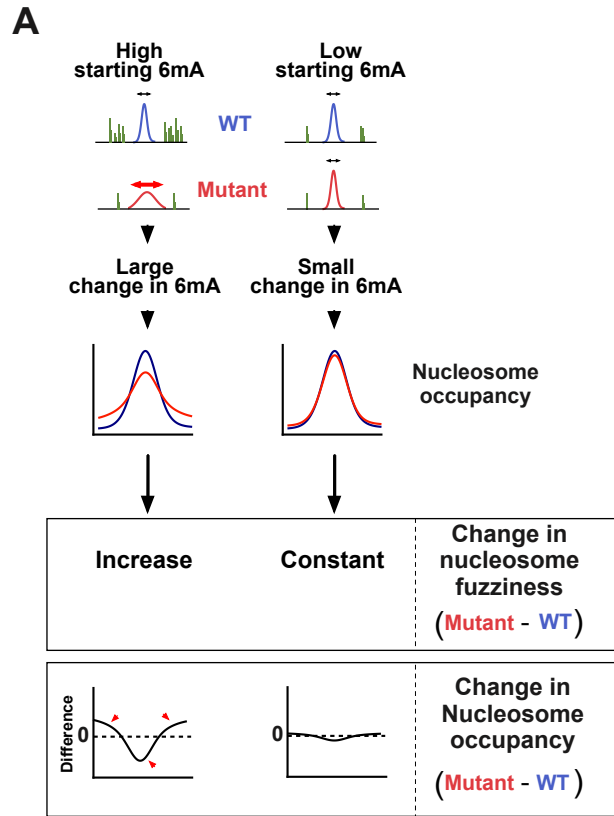 A
High
starting 6mA
Low
starting 6mA
WT
Mutant
Large
change in 6mA
Small
change in 6mA
Nucleosome
occupancy
Increase
Constant
Change in
nucleosome
fuzziness
(Mutant - WT)
Difference
0
0
Change in
Nucleosome
occupancy
(Mutant - WT)